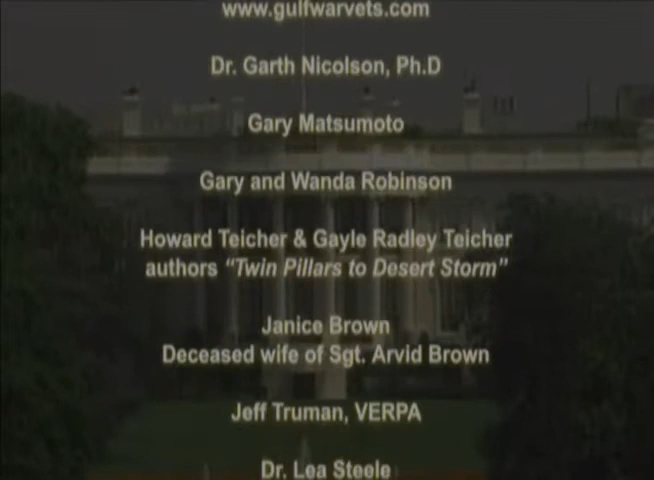 www.gulfwarvets.com
Dr. Garth Nicolson, Ph.D
Gary Matsumoto
Gary and Wanda Robinson
Howard Teicher & Gayle Radley Teicher
authors “Twin Pillars to Desert Storm”
Janice Brown
Deceased wife of Sgt. Arvid Brown
Jeff Truman, VERPA
Dr. Lea Steele